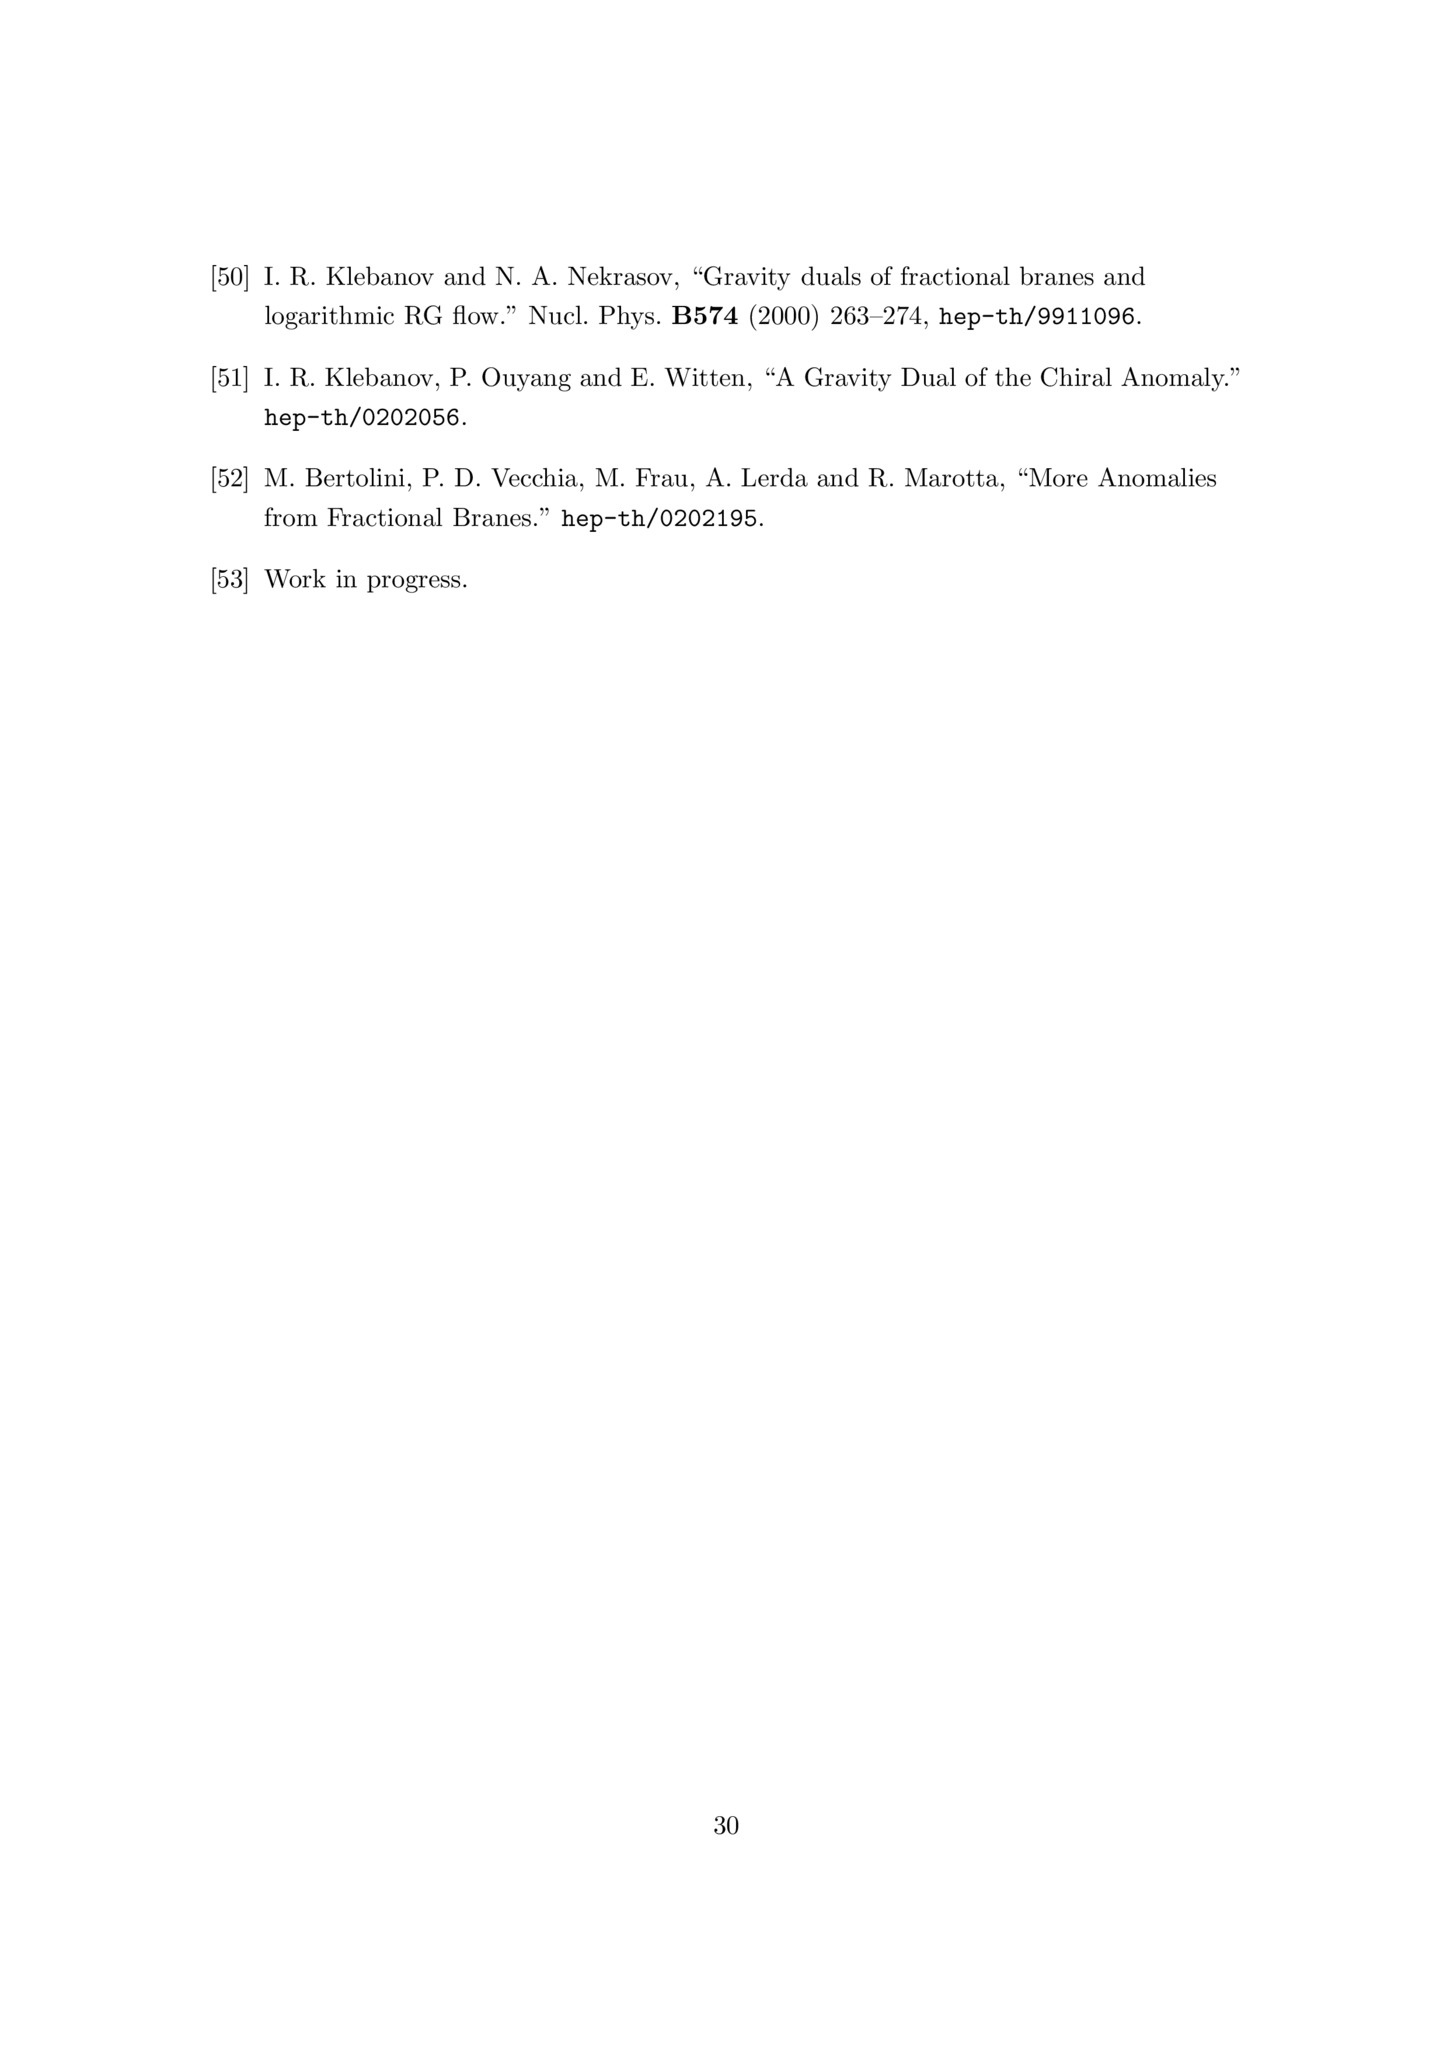 [50] I. R. Klebanov and N. A. Nekrasov, “Gravity duals of fractional branes and
logarithmic RG flow.” Nucl. Phys. B574 (2000) 263–274, hep-th/9911096.
[51] I. R. Klebanov, P. Ouyang and E. Witten, “A Gravity Dual of the Chiral Anomaly.”
hep-th/0202056.
[52] M. Bertolini, P. D. Vecchia, M. Frau, A. Lerda and R. Marotta, “More Anomalies
from Fractional Branes.” hep-th/0202195.
[53] Work in progress.
30